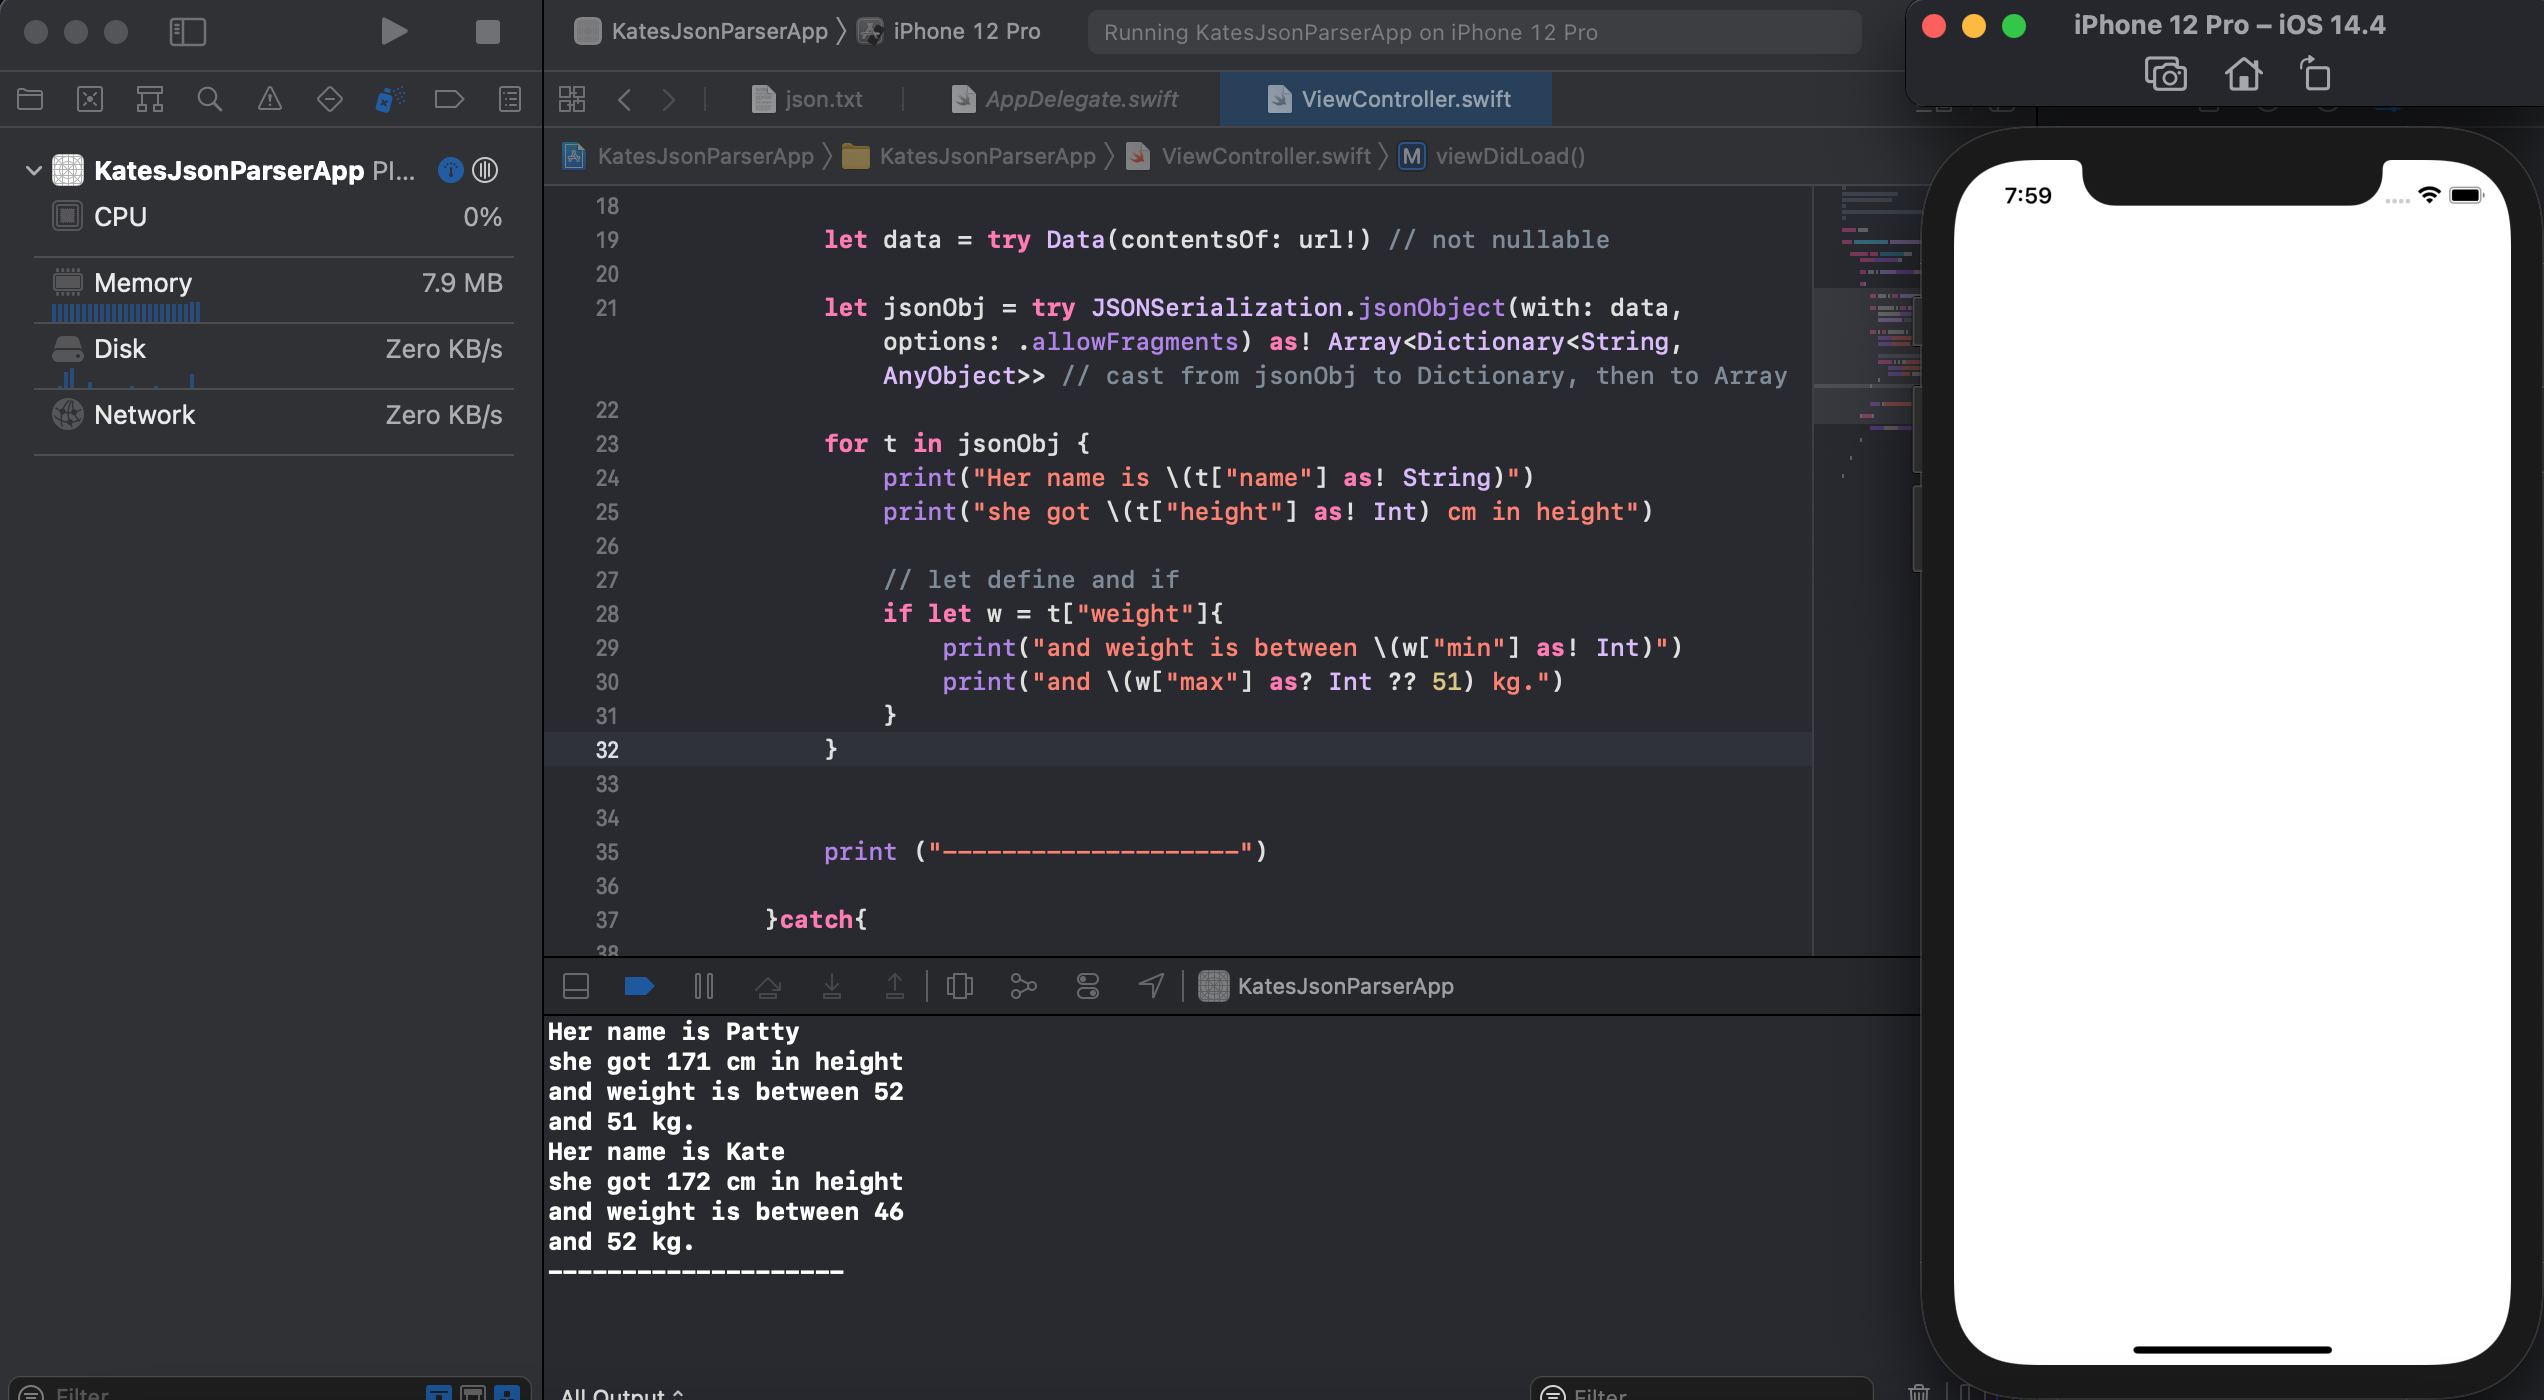 KatesJsonParserApp 〉 iPhone 12 Pro
Running KatesJsonParserApp on iPhone 12 Pro
iPhone 12 Pro – iOS 14.4
json.txt
AppDelegate.swift
ViewController.swift
KatesJsonParserApp 〉 KatesJsonParserApp 〉 ViewController.swift 〉 M viewDidLoad()
KatesJsonParserApp PI...
CPU 0%
Memory 7.9 MB
Disk Zero KB/s
Network Zero KB/s
18
19 let data = try Data(contentsOf: url!) // not nullable
20
21 let jsonObj = try JSONSerialization.jsonObject(with: data,
options: .allowFragments) as! Array<Dictionary<String,
AnyObject>> // cast from jsonObj to Dictionary, then to Array
22
23 for t in jsonObj {
24 print("Her name is \(t["name"] as! String)")
25 print("she got \(t["height"] as! Int) cm in height")
26
27 // let define and if
28 if let w = t["weight"]{
29 print("and weight is between \(w["min"] as! Int)")
30 print("and \(w["max"] as? Int ?? 51) kg.")
31 }
32 }
33
34
35 print ("--------------------")
36
37 }catch{
38
KatesJsonParserApp
Her name is Patty
she got 171 cm in height
and weight is between 52
and 51 kg.
Her name is Kate
she got 172 cm in height
and weight is between 46
and 52 kg.
--------------------
7:59
Filter
All Output
Filter